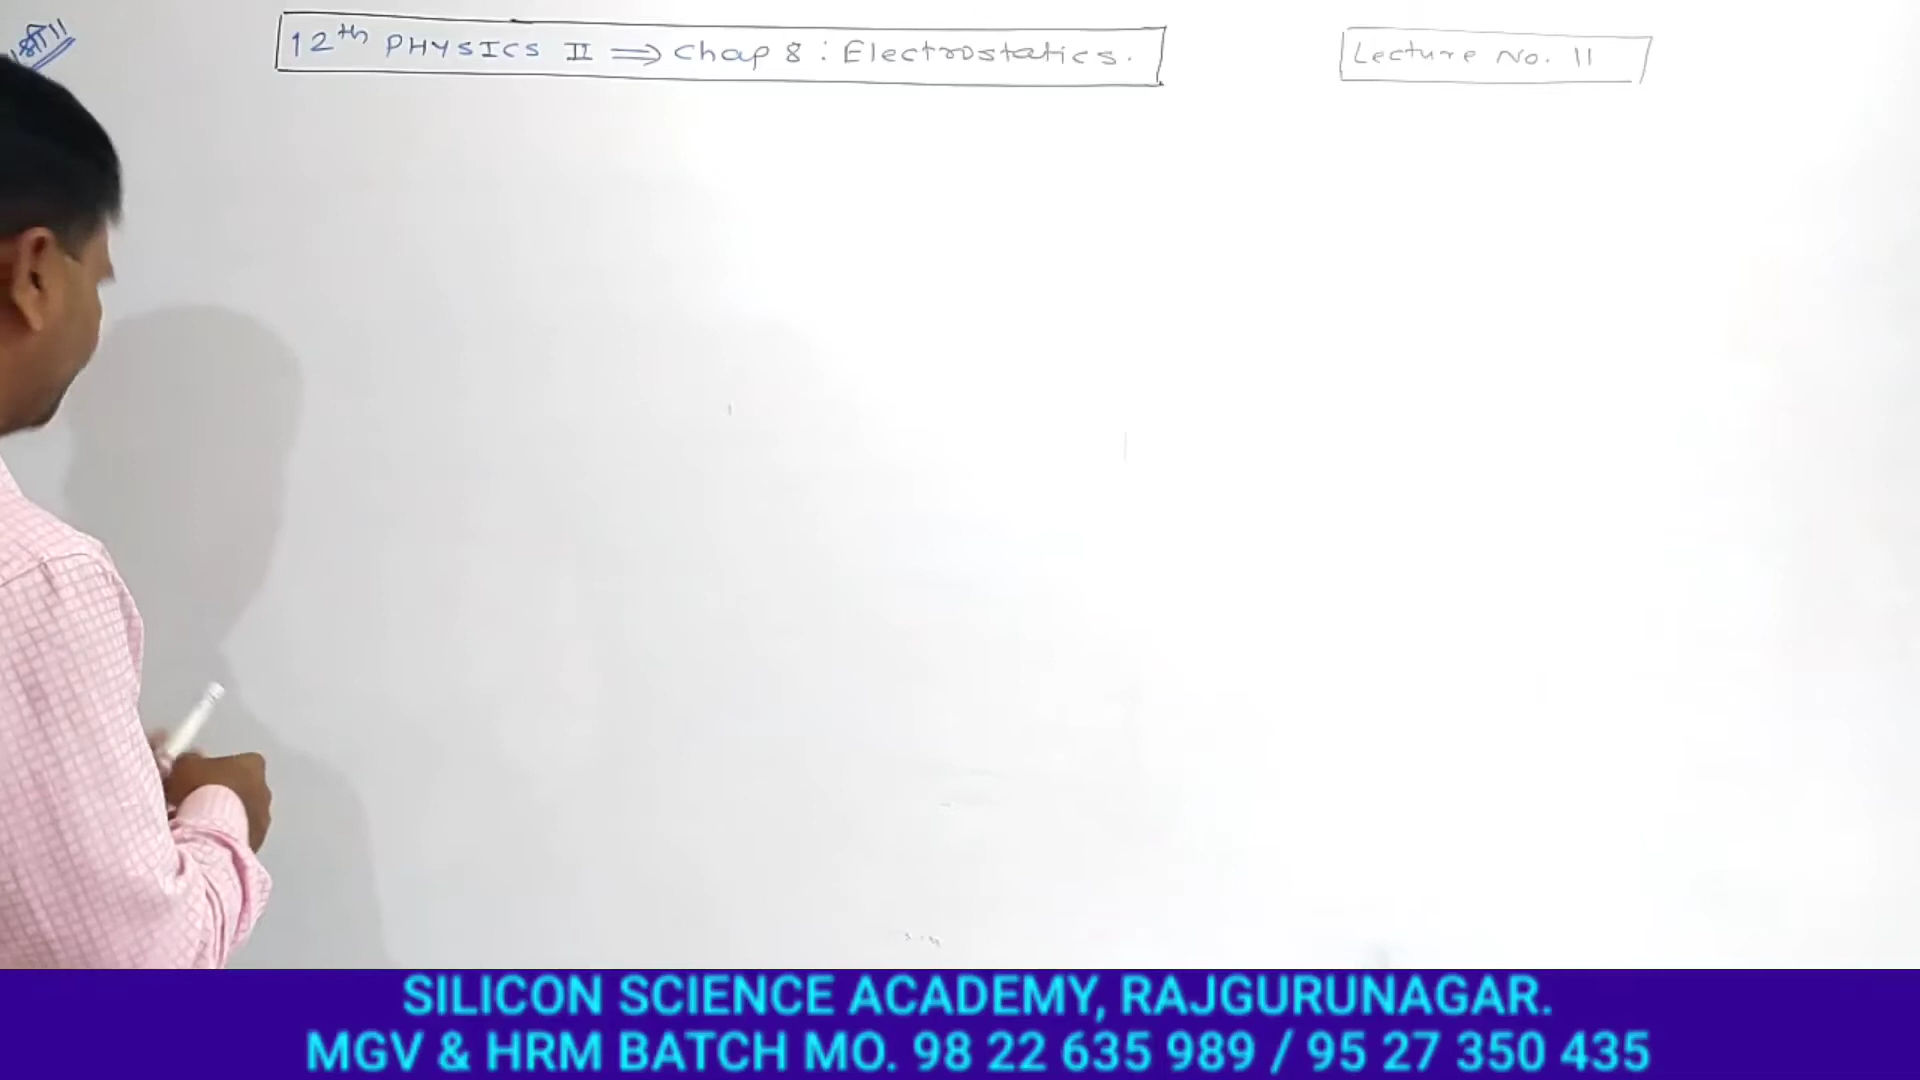 श्री॥
12th PHYSICS II ⟹ Chap 8 : Electrostatics.
Lecture No. 11
SILICON SCIENCE ACADEMY, RAJGURUNAGAR.
MGV & HRM BATCH MO. 98 22 635 989 / 95 27 350 435